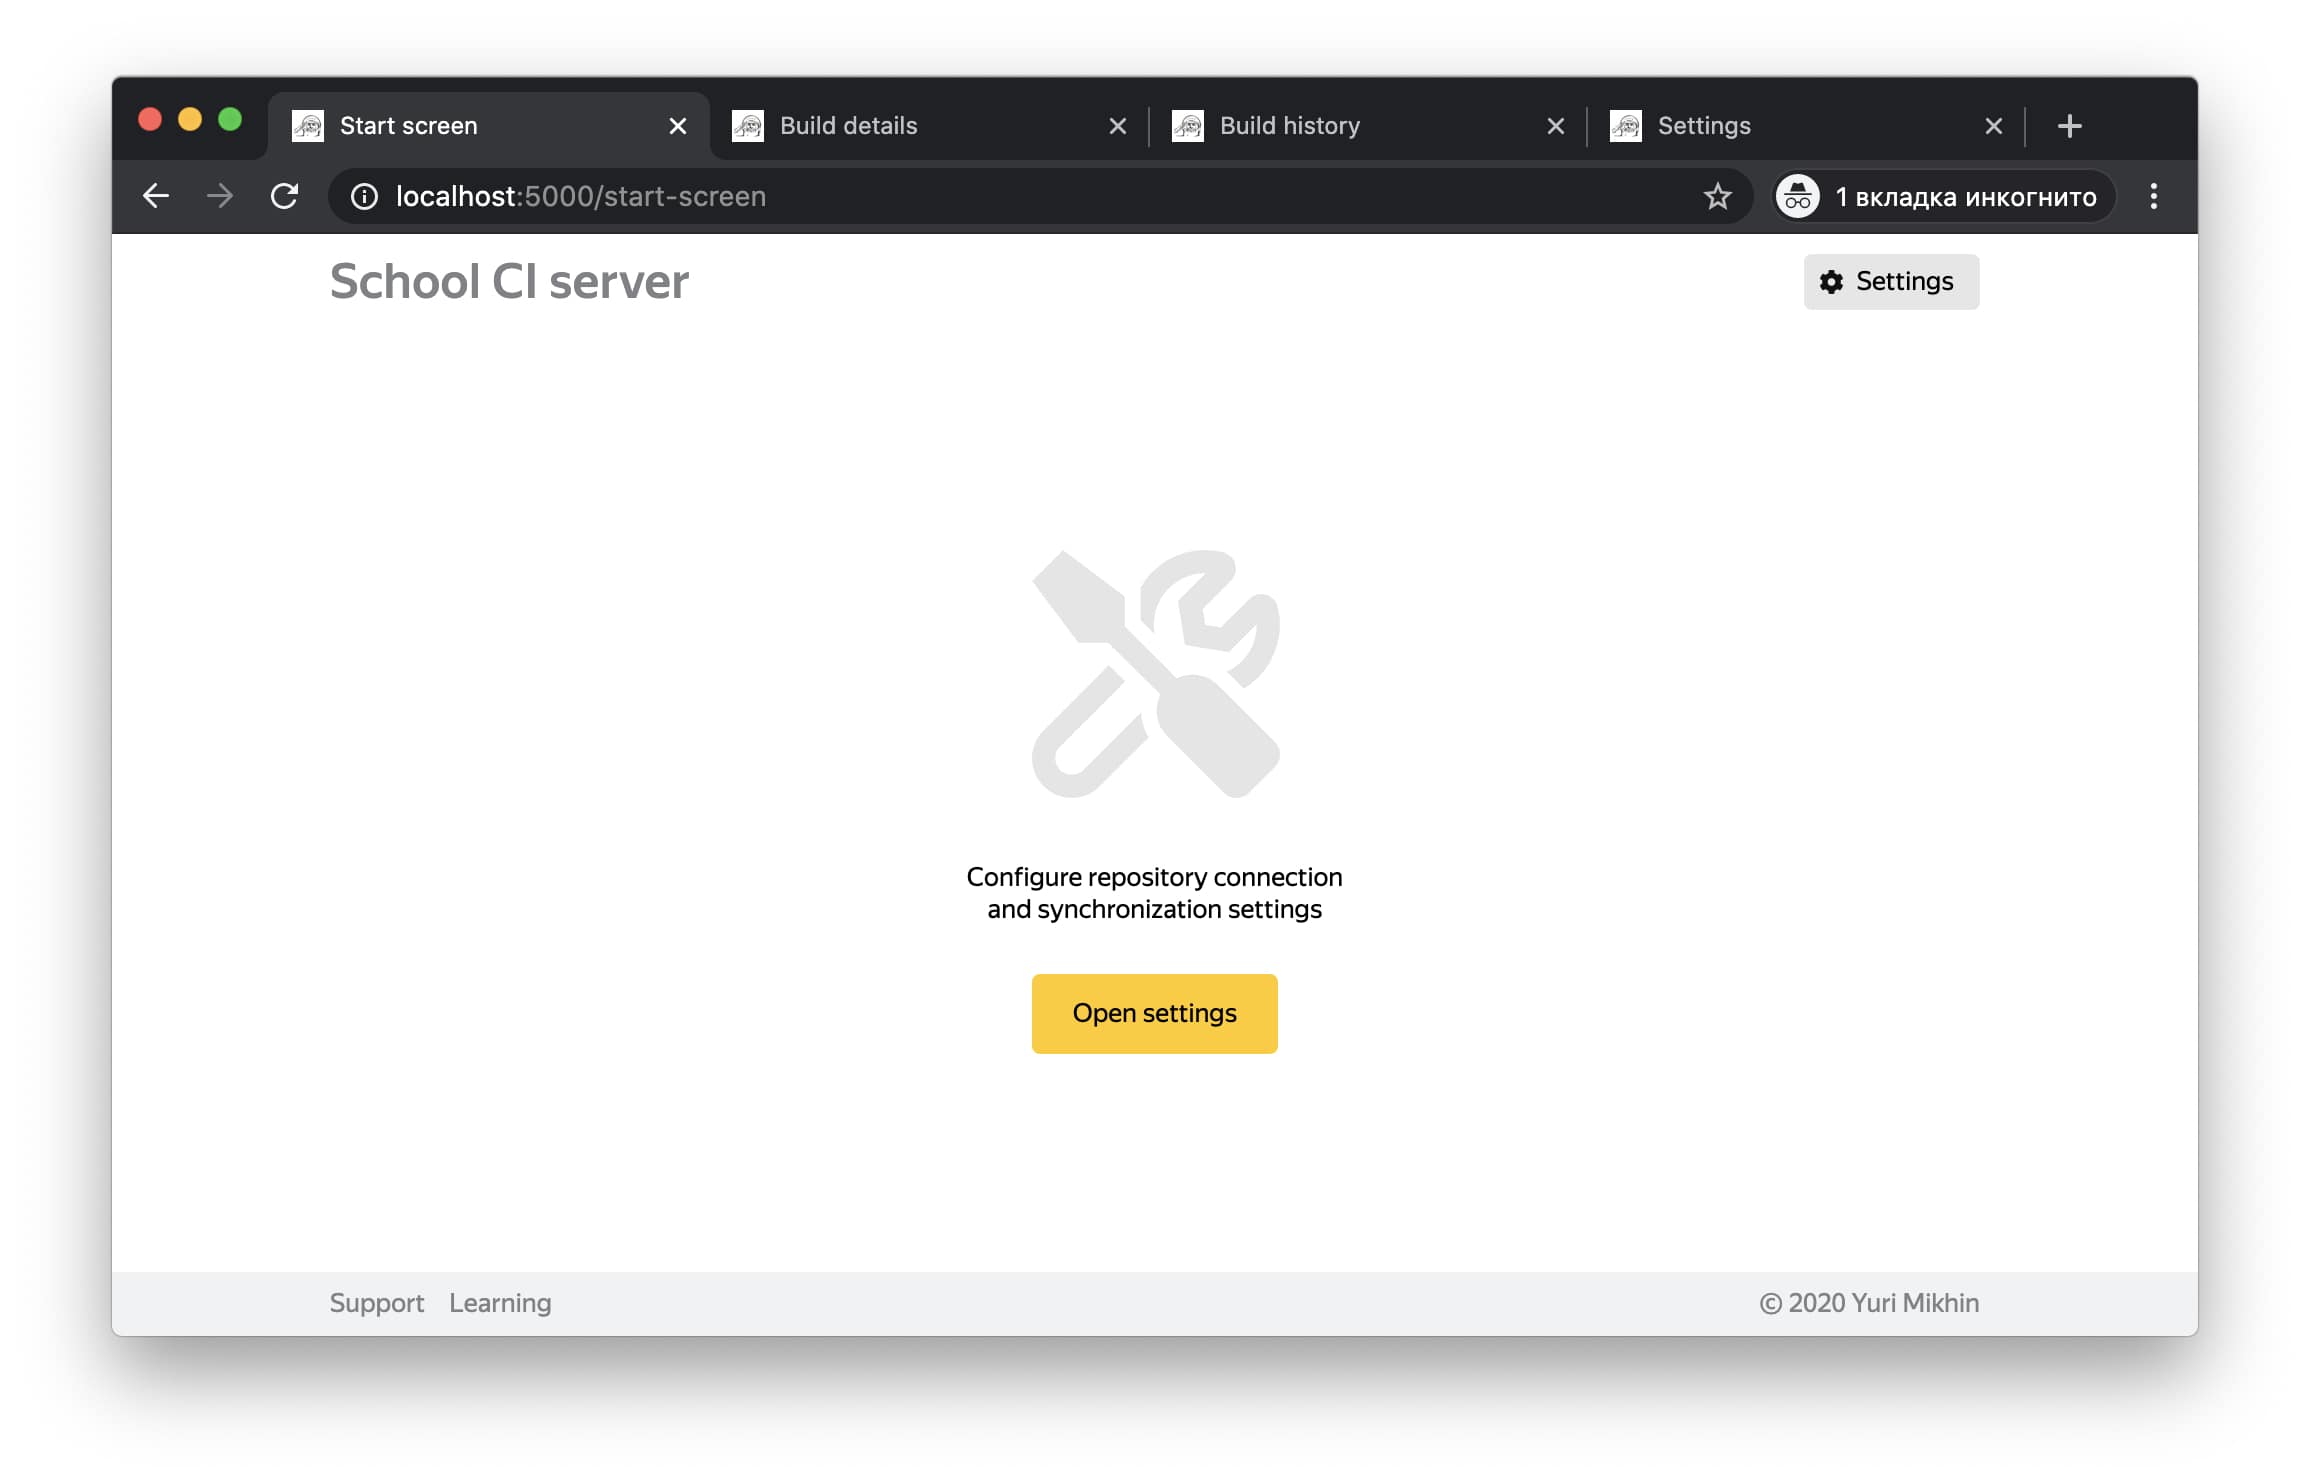 Start screen
Build details
Build history
Settings
localhost:5000/start-screen
1 вкладка инкогнито
School CI server
Settings
Configure repository connection
and synchronization settings
Open settings
Support
Learning
© 2020 Yuri Mikhin